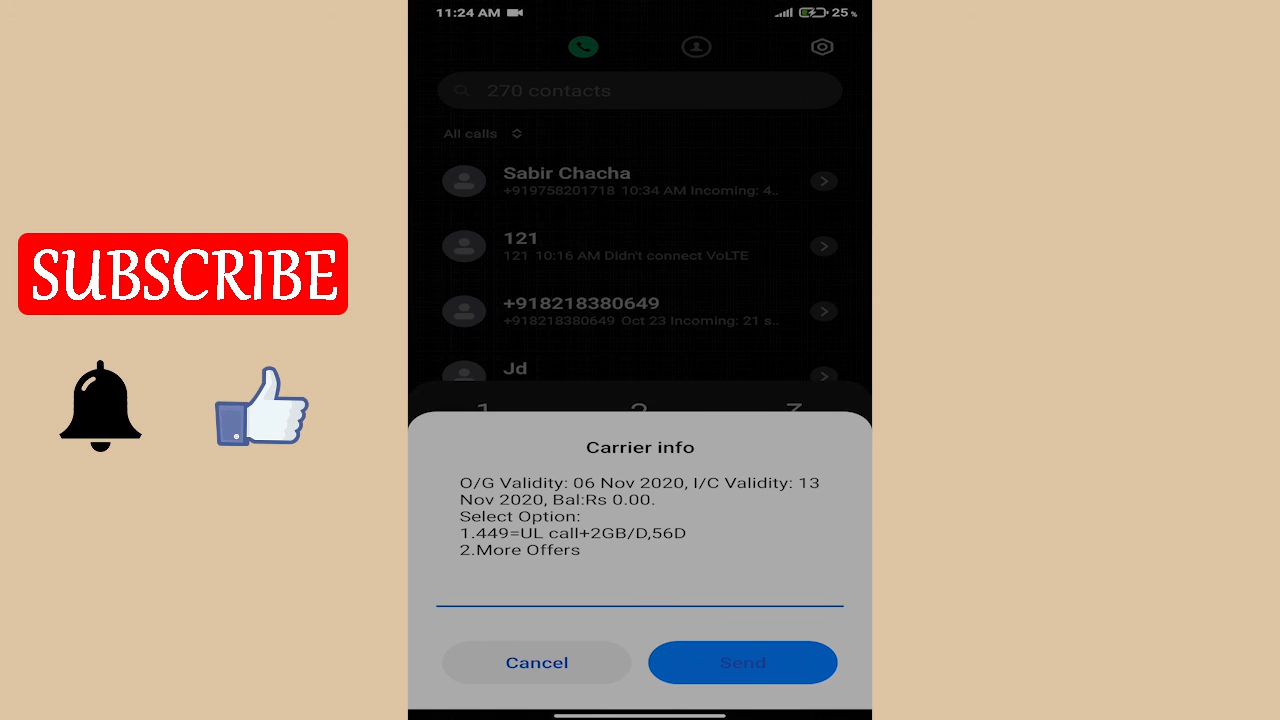 11:24 AM
25%
270 contacts
All calls
Sabir Chacha
+919758201718 10:34 AM Incoming: 4..
121
121 10:16 AM Didn't connect VoLTE
+918218380649
+918218380649 Oct 23 Incoming: 21 s..
Jd
1 2 3
SUBSCRIBE
Carrier info
O/G Validity: 06 Nov 2020, I/C Validity: 13
Nov 2020, Bal:Rs 0.00.
Select Option:
1.449=UL call+2GB/D,56D
2.More Offers
Cancel
Send